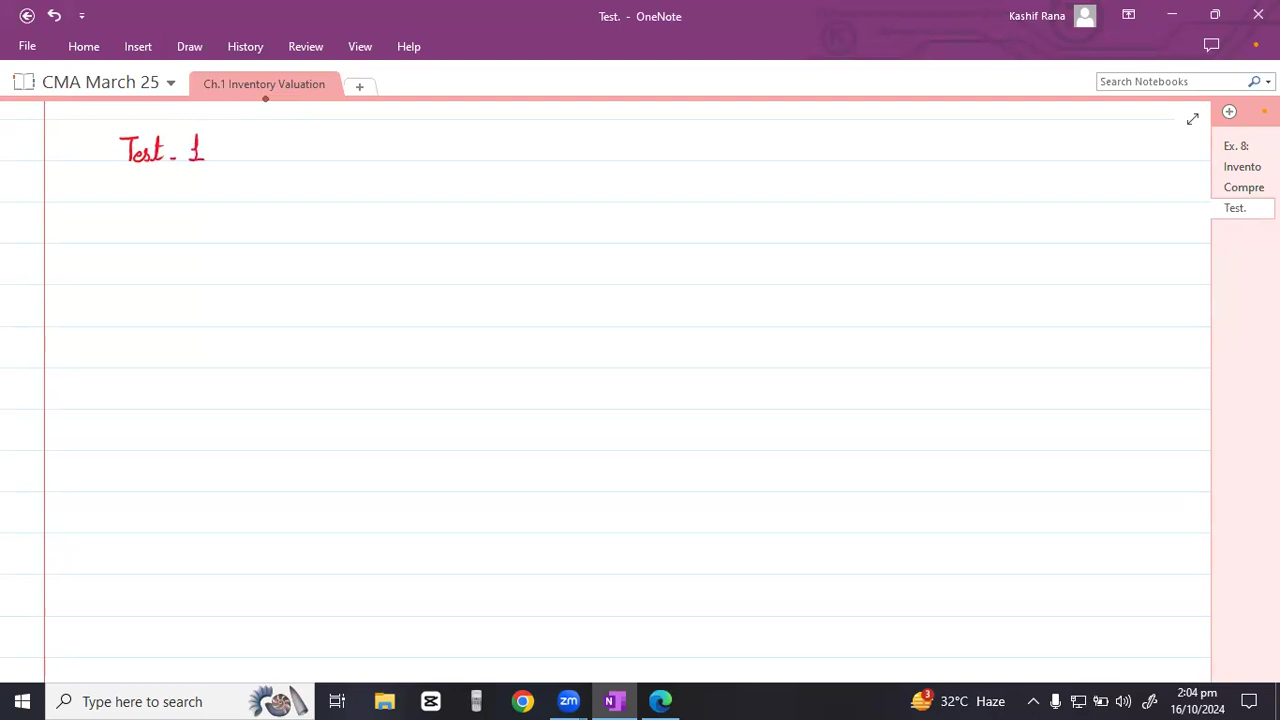 Test. - OneNote
Kashif Rana
File Home Insert Draw History Review View Help
CMA March 25
Ch.1 Inventory Valuation
Search Notebooks
Test - 1
Ex. 8:
Invento
Compre
Test.
Type here to search
3
32°C Haze
2:04 pm
16/10/2024